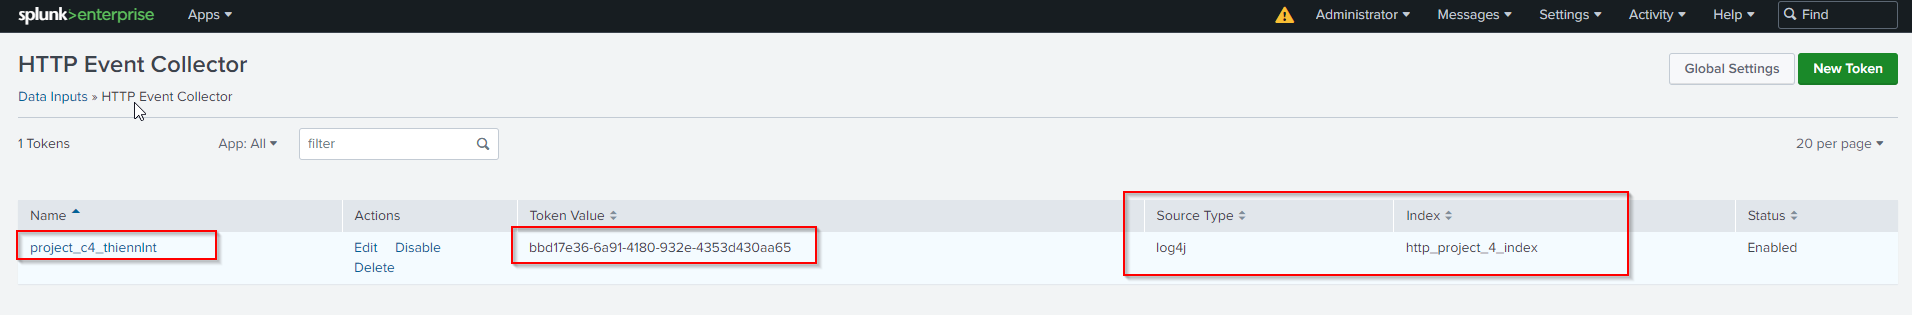 splunk>enterprise Apps Administrator Messages Settings Activity Help Find
HTTP Event Collector
Global Settings New Token
Data Inputs » HTTP Event Collector
1 Tokens App: All filter 20 per page
Name Actions Token Value Source Type Index Status
project_c4_thiennlnt Edit Disable bbd17e36-6a91-4180-932e-4353d430aa65 log4j http_project_4_index Enabled
Delete